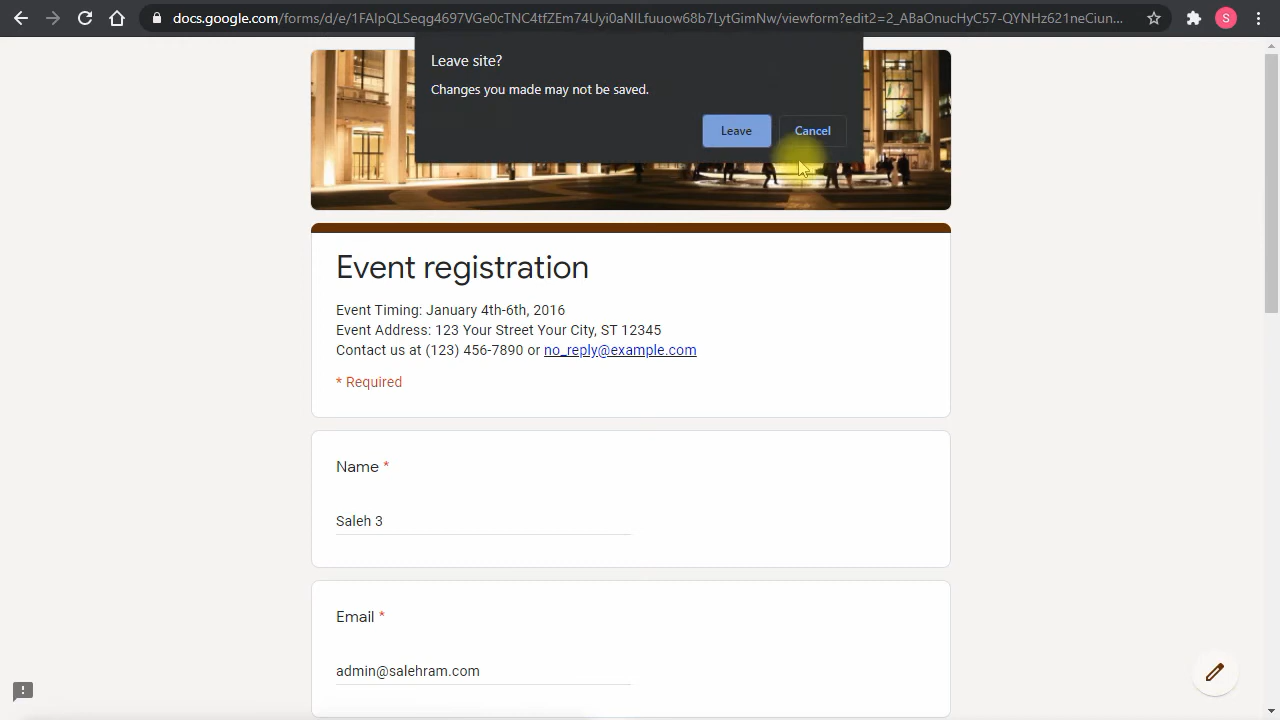 docs.google.com/forms/d/e/1FAIpQLSeqg4697VGe0cTNC4tfZEm74Uyi0aNILfuuow68b7LytGimNw/viewform?edit2=2_ABaOnucHyC57-QYNHz621neCiun...
S
Leave site?
Changes you made may not be saved.
Leave
Cancel
Event registration
Event Timing: January 4th-6th, 2016
Event Address: 123 Your Street Your City, ST 12345
Contact us at (123) 456-7890 or no_reply@example.com
* Required
Name *
Saleh 3
Email *
admin@salehram.com